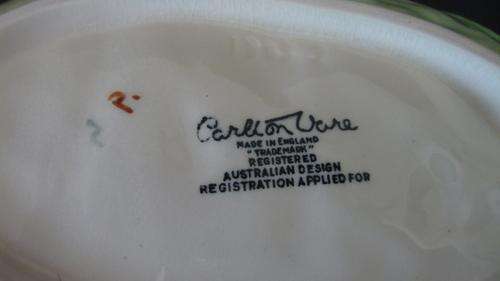 Carlton Ware
MADE IN ENGLAND
"TRADEMARK"
REGISTERED
AUSTRALIAN DESIGN
REGISTRATION APPLIED FOR